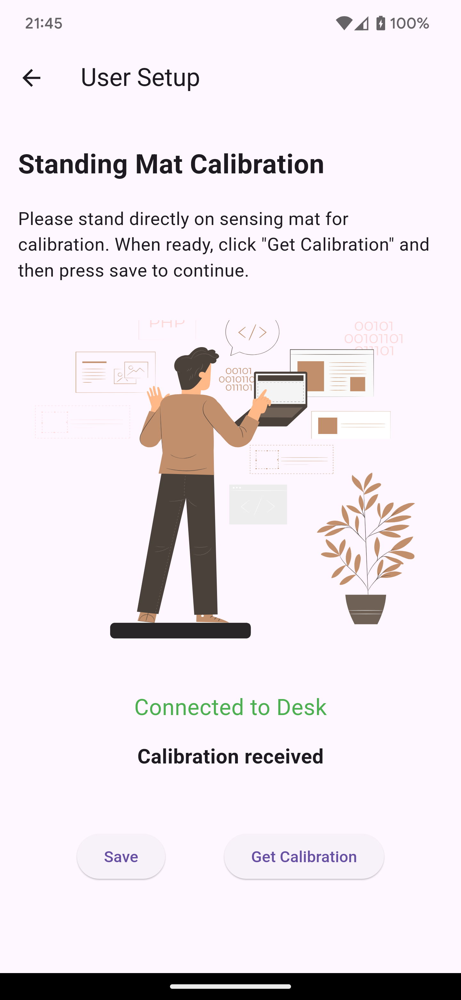 21:45
100%
User Setup
Standing Mat Calibration
Please stand directly on sensing mat for
calibration. When ready, click "Get Calibration" and
then press save to continue.
PHP
</>
00101
00101101
011101
00101
0010110
011101
</>
Connected to Desk
Calibration received
Save
Get Calibration